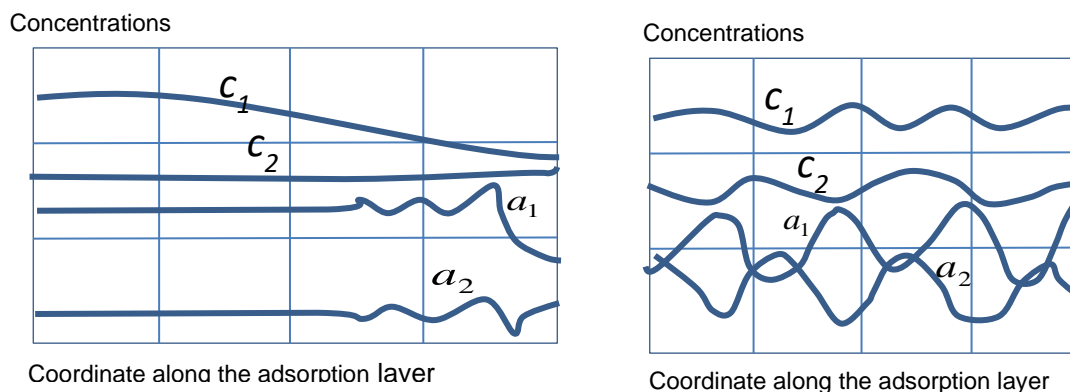 Concentrations
c1
c2
a1
a2
Coordinate along the adsorption layer
Concentrations
c1
c2
a1
a2
Coordinate along the adsorption layer